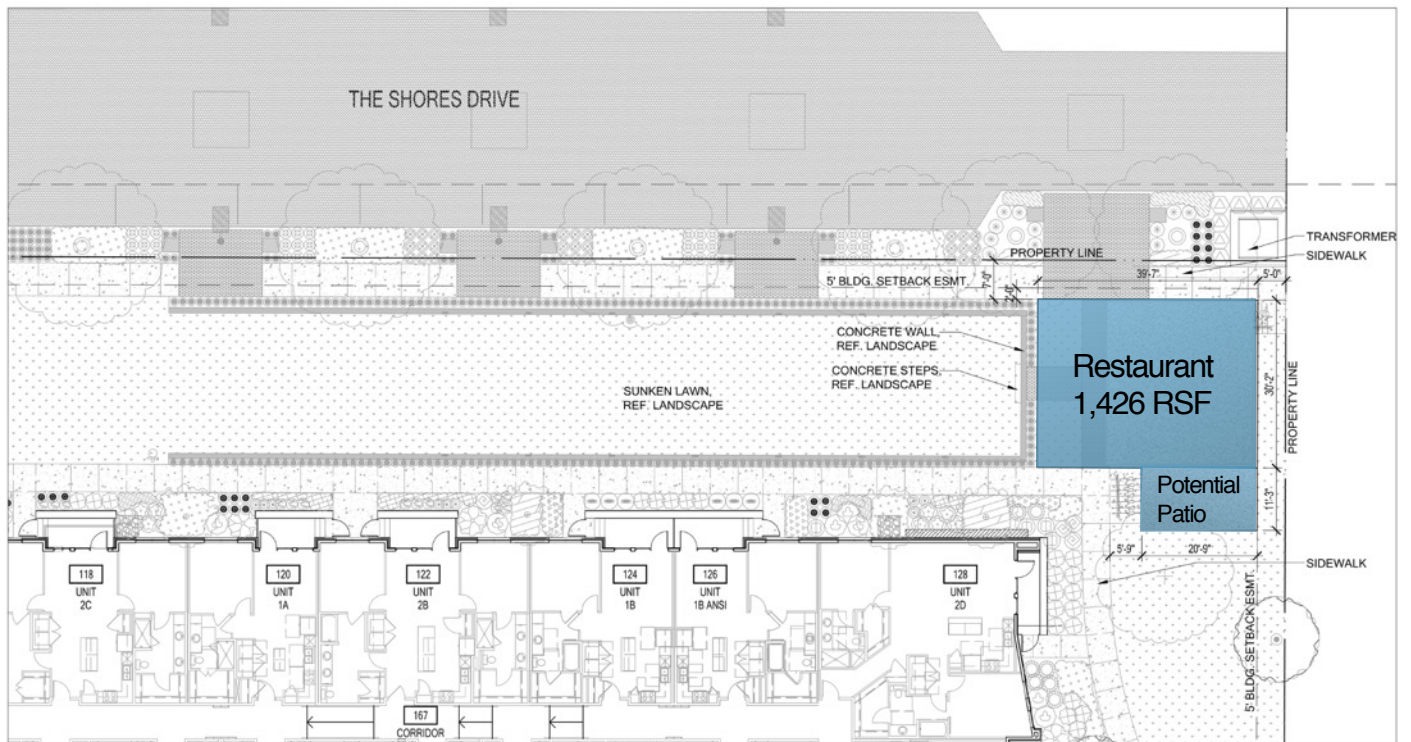 THE SHORES DRIVE
TRANSFORMER
SIDEWALK
PROPERTY LINE
39'-7"
5'-0"
5' BLDG. SETBACK ESMT.
7'-0"
2'-0"
CONCRETE WALL,
REF. LANDSCAPE
CONCRETE STEPS,
REF. LANDSCAPE
SUNKEN LAWN,
REF. LANDSCAPE
Restaurant
1,426 RSF
30'-2"
PROPERTY LINE
Potential
Patio
11'-3"
5'-9"
20'-9"
SIDEWALK
5' BLDG. SETBACK ESMT.
118
UNIT
2C
120
UNIT
1A
122
UNIT
2B
124
UNIT
1B
126
UNIT
1B ANSI
128
UNIT
2D
167
CORRIDOR